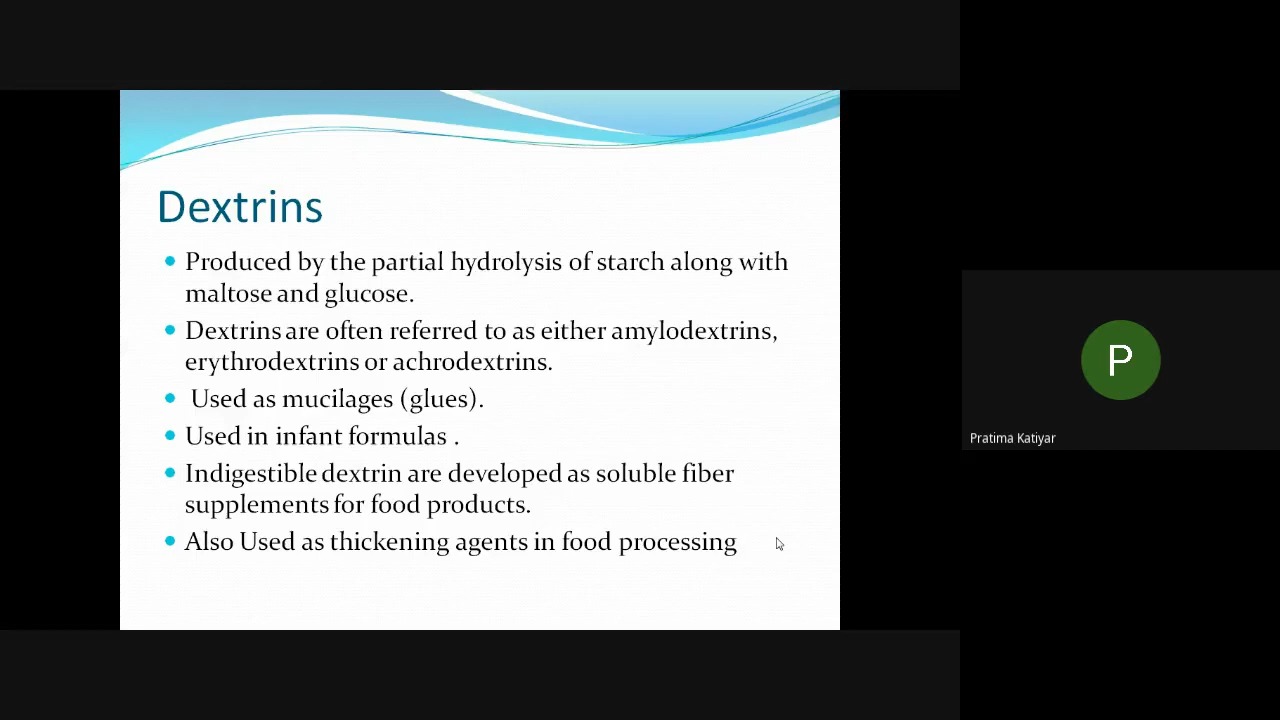 Dextrins
Produced by the partial hydrolysis of starch along with
maltose and glucose.
Dextrins are often referred to as either amylodextrins,
erythrodextrins or achrodextrins.
Used as mucilages (glues).
Used in infant formulas .
Indigestible dextrin are developed as soluble fiber
supplements for food products.
Also Used as thickening agents in food processing
P
Pratima Katiyar